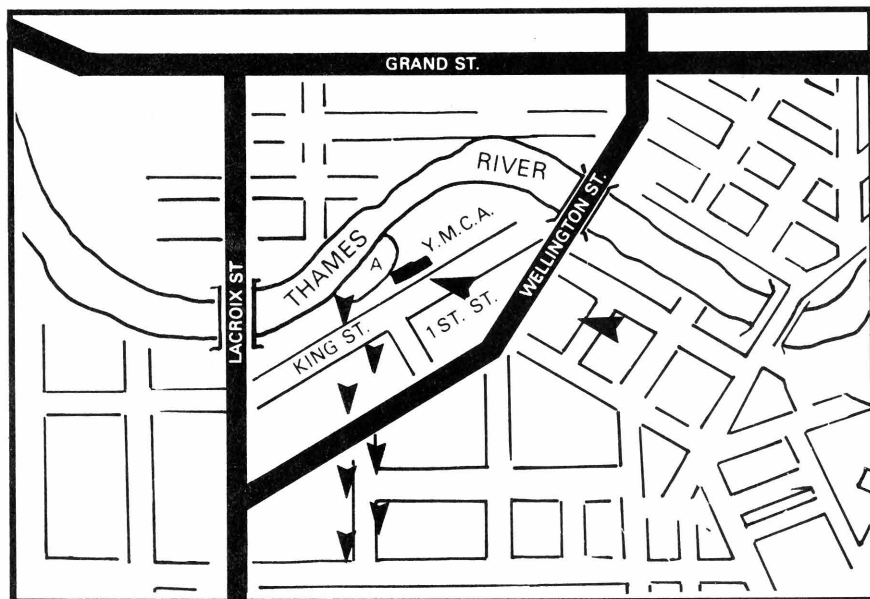 GRAND ST.
RIVER
THAMES
A
Y.M.C.A.
WELLINGTON ST.
LACROIX ST
KING ST.
1ST. ST.